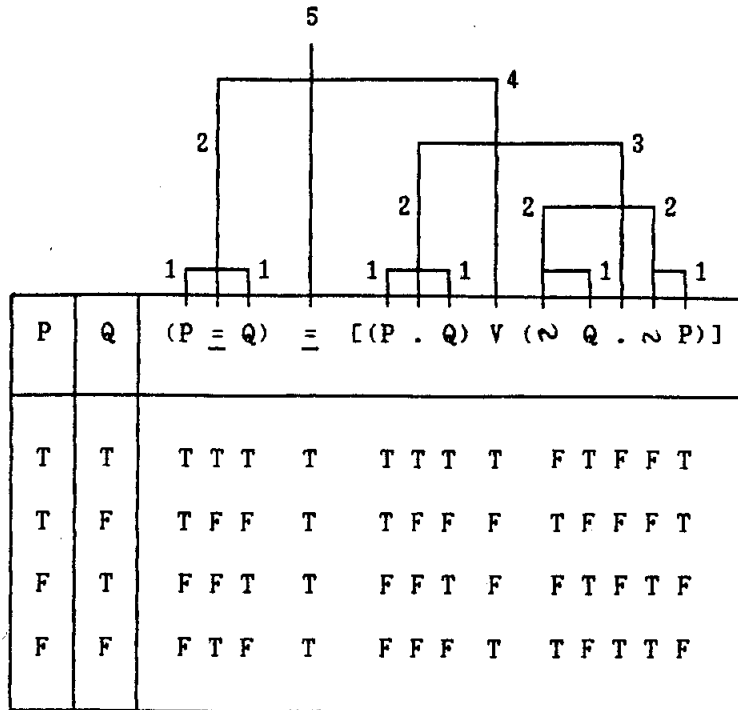 5
4
2 3
2 2 2
1 1 1 1 1 1
P Q (P ≡ Q) ≡ [(P . Q) V (~ Q . ~ P)]
T T T T T T T T T T F T F F T
T F T F F T T F F F T F F F T
F T F F T T F F T F F T F T F
F F F T F T F F F T T F T T F